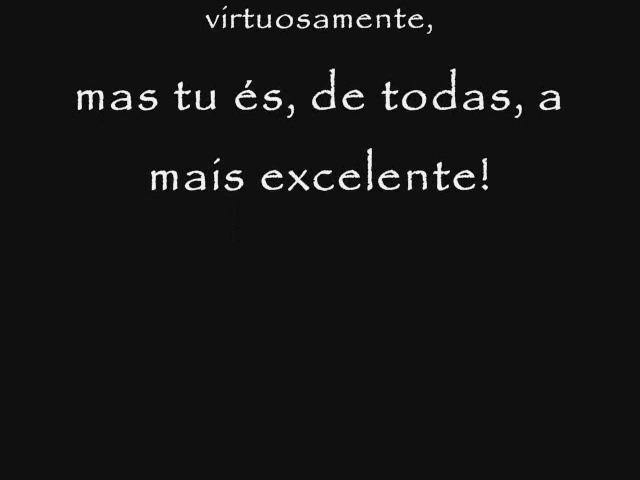 virtuosamente,
mas tu és, de todas, a
mais excelente!